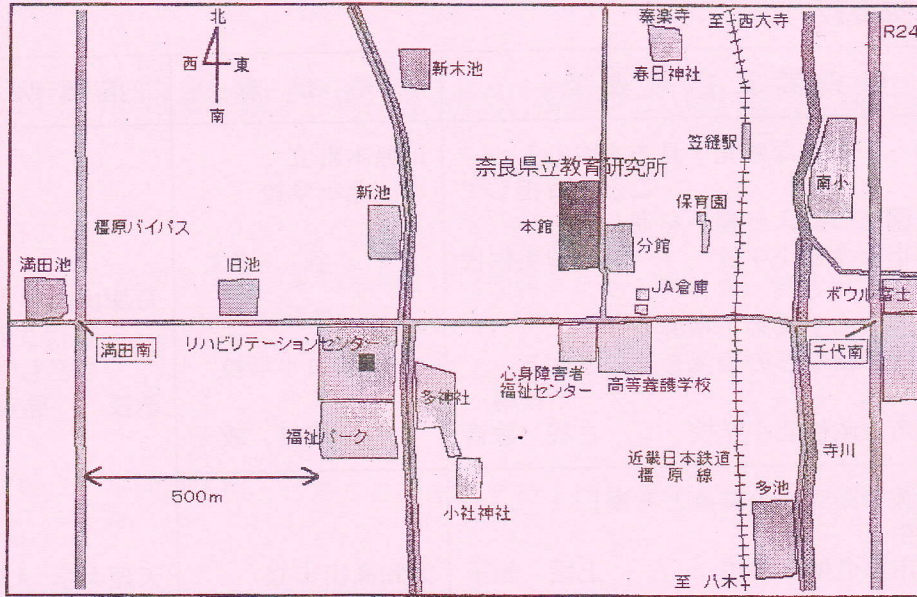 北
西 東
南
秦楽寺
至 西大寺
R24
新木池
春日神社
笠縫駅
奈良県立教育研究所
南小
橿原バイパス
新池
本館
保育園
分館
満田池
旧池
JA倉庫
ボウル富士
満田南
リハビリテーションセンター
千代南
心身障害者
福祉センター
高等養護学校
多神社
福祉パーク
近畿日本鉄道
橿原線
寺川
500m
多池
小社神社
至 八木